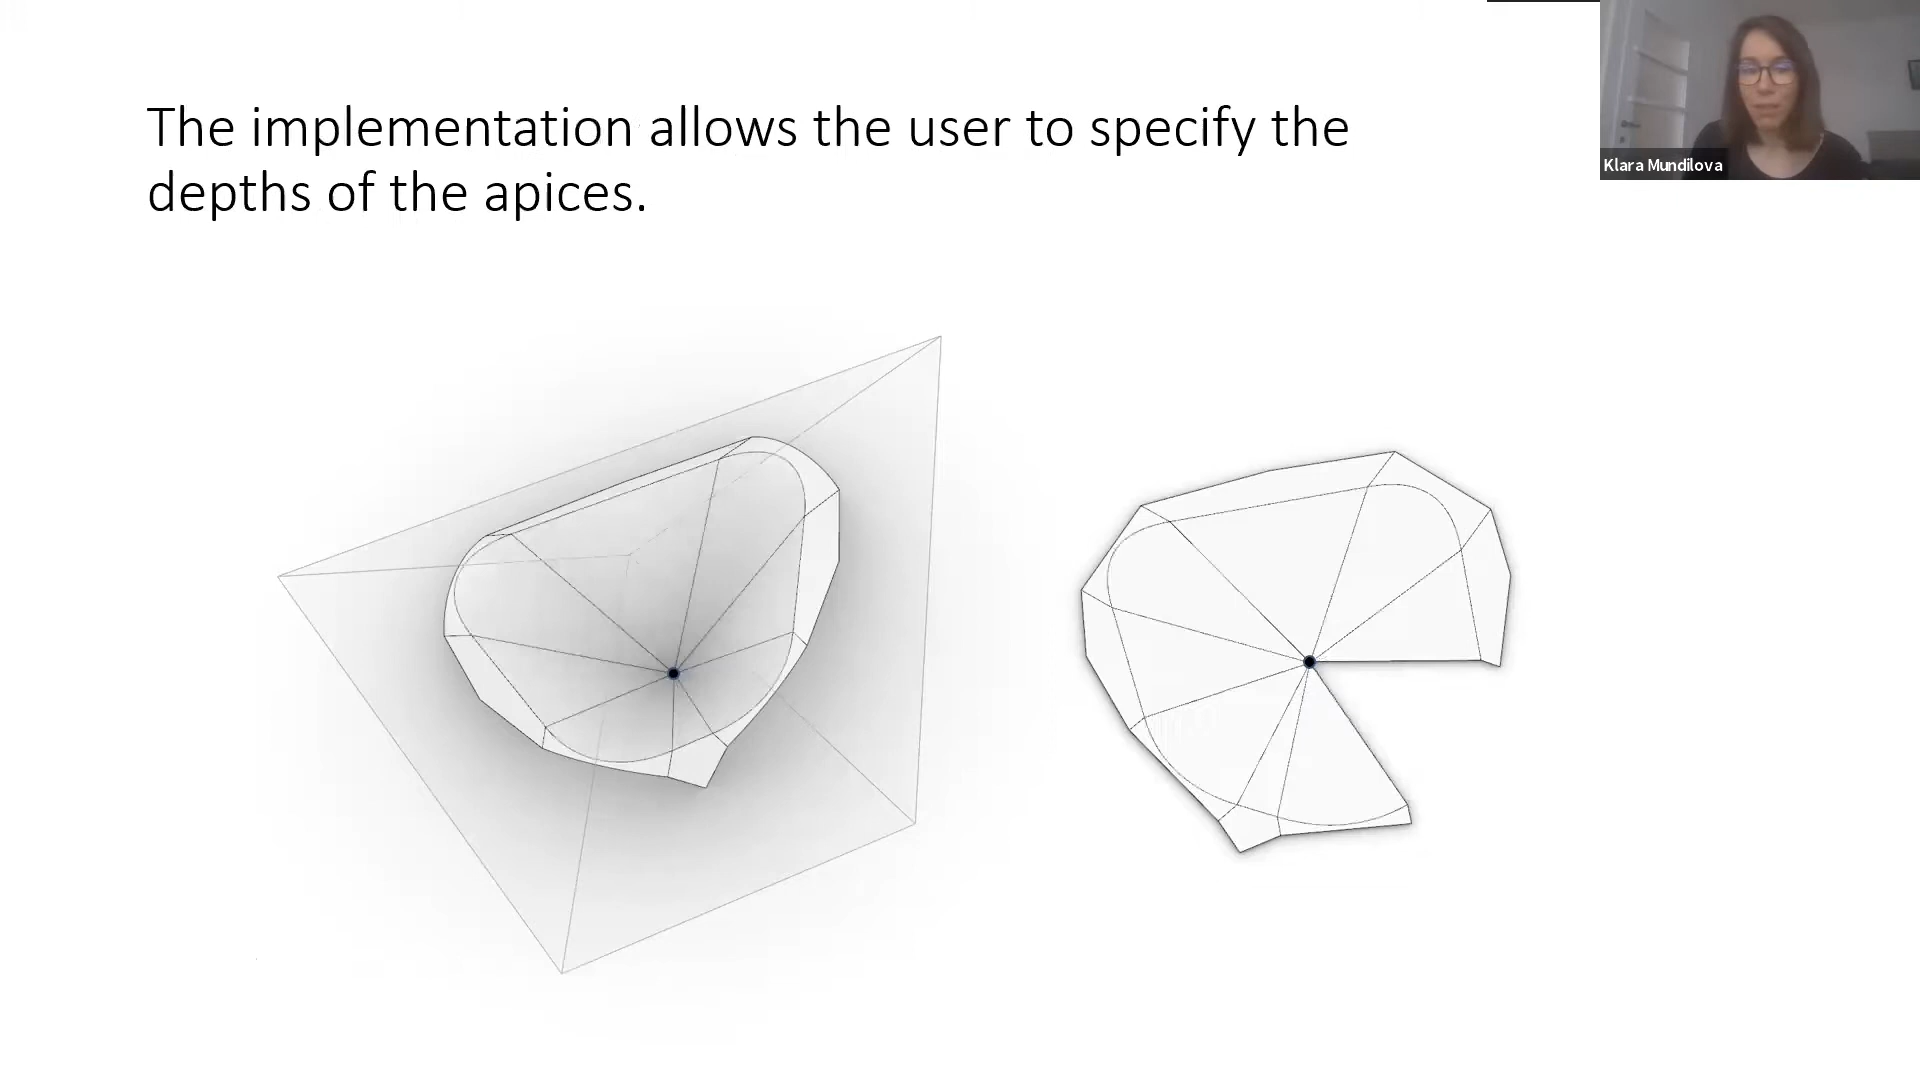 The implementation allows the user to specify the
depths of the apices.
Klara Mundilova